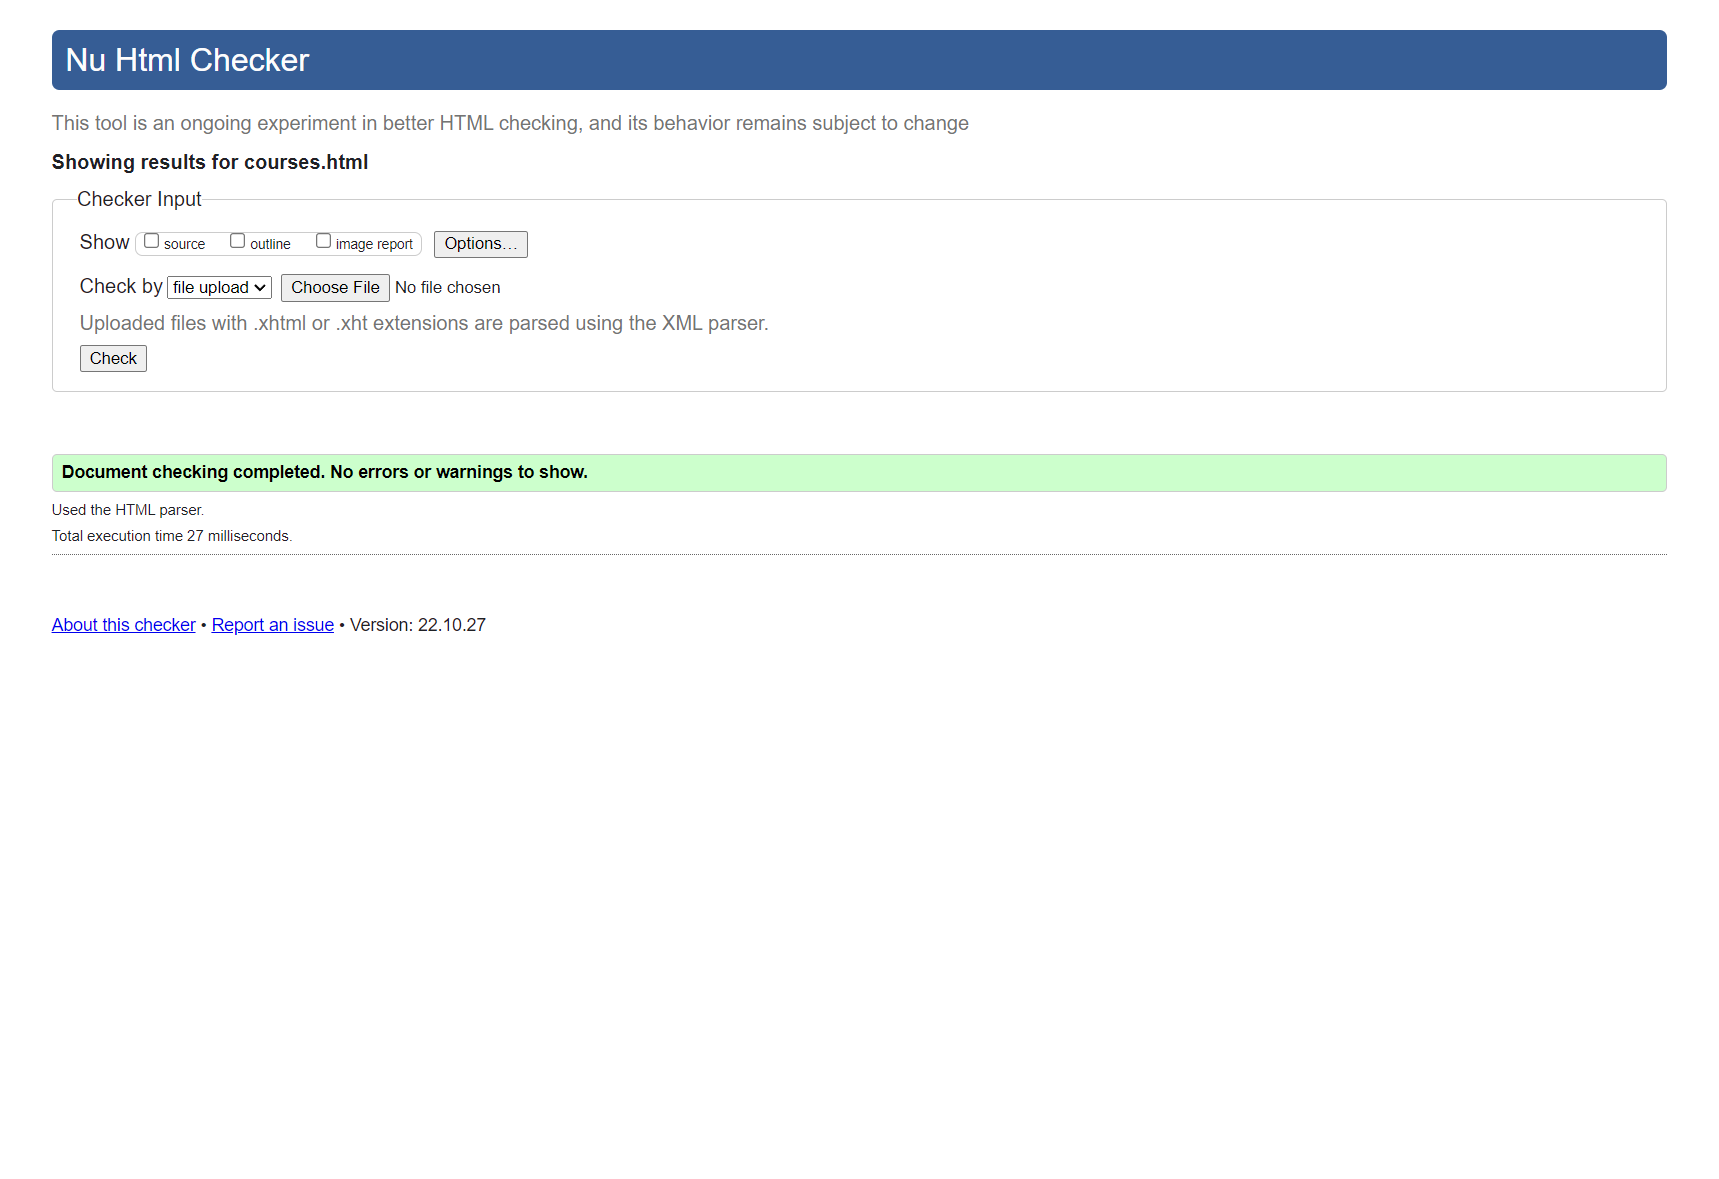 Nu Html Checker
This tool is an ongoing experiment in better HTML checking, and its behavior remains subject to change
Showing results for courses.html
Checker Input
Show source outline image report Options…
Check by file upload Choose File No file chosen
Uploaded files with .xhtml or .xht extensions are parsed using the XML parser.
Check
Document checking completed. No errors or warnings to show.
Used the HTML parser.
Total execution time 27 milliseconds.
About this checker • Report an issue • Version: 22.10.27